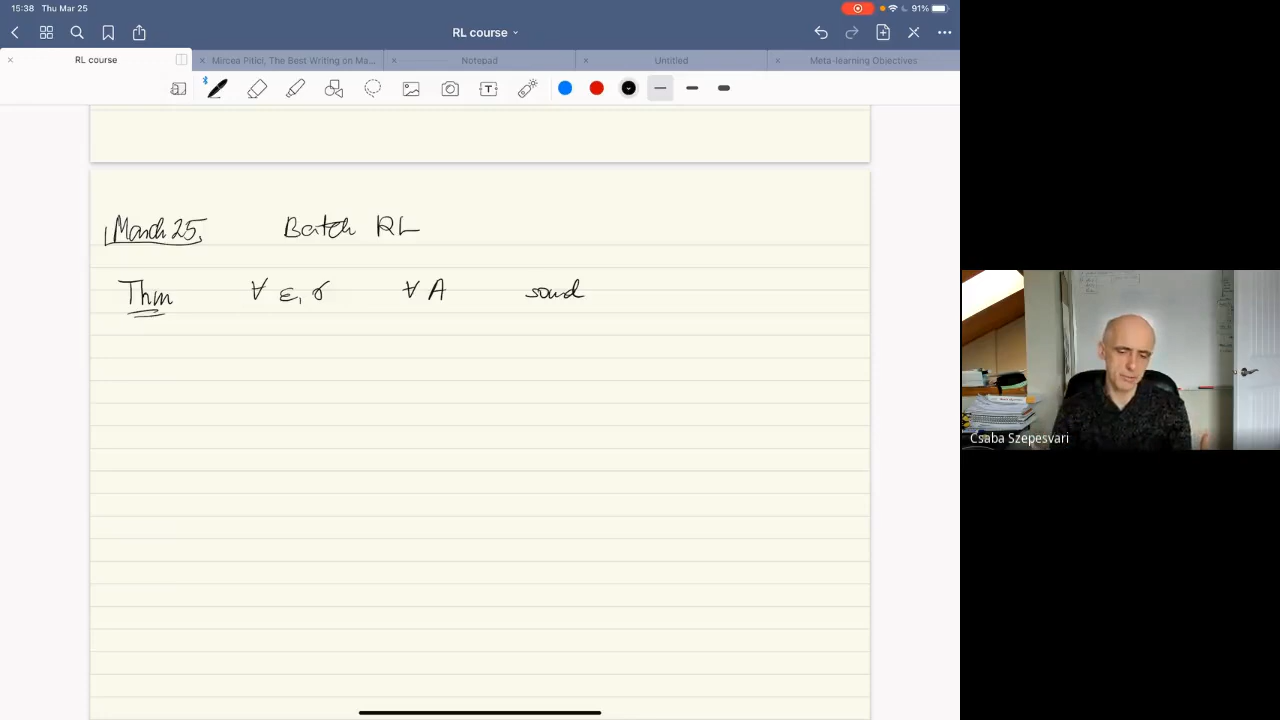 15:38 Thu Mar 25
91%
RL course
RL course
Mircea Pitici, The Best Writing on Ma...
Notepad
Untitled
Meta-learning Objectives
March 25,
Batch RL
Thm ∀ ε, γ ∀ A sound
Csaba Szepesvari